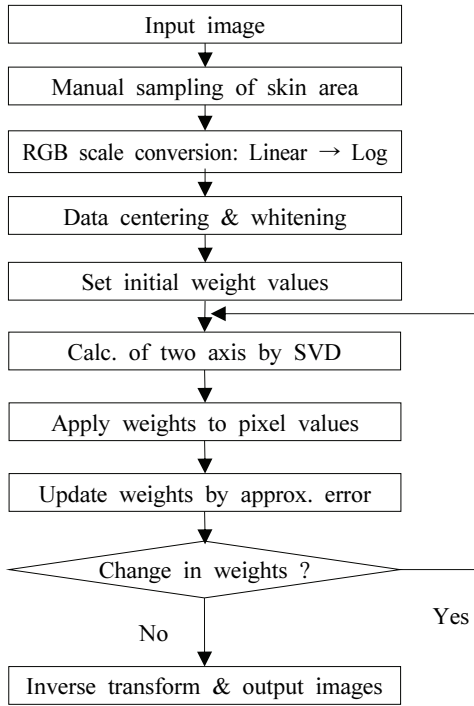 Input image
Manual sampling of skin area
RGB scale conversion: Linear → Log
Data centering & whitening
Set initial weight values
Calc. of two axis by SVD
Apply weights to pixel values
Update weights by approx. error
Change in weights ?
Yes
No
Inverse transform & output images